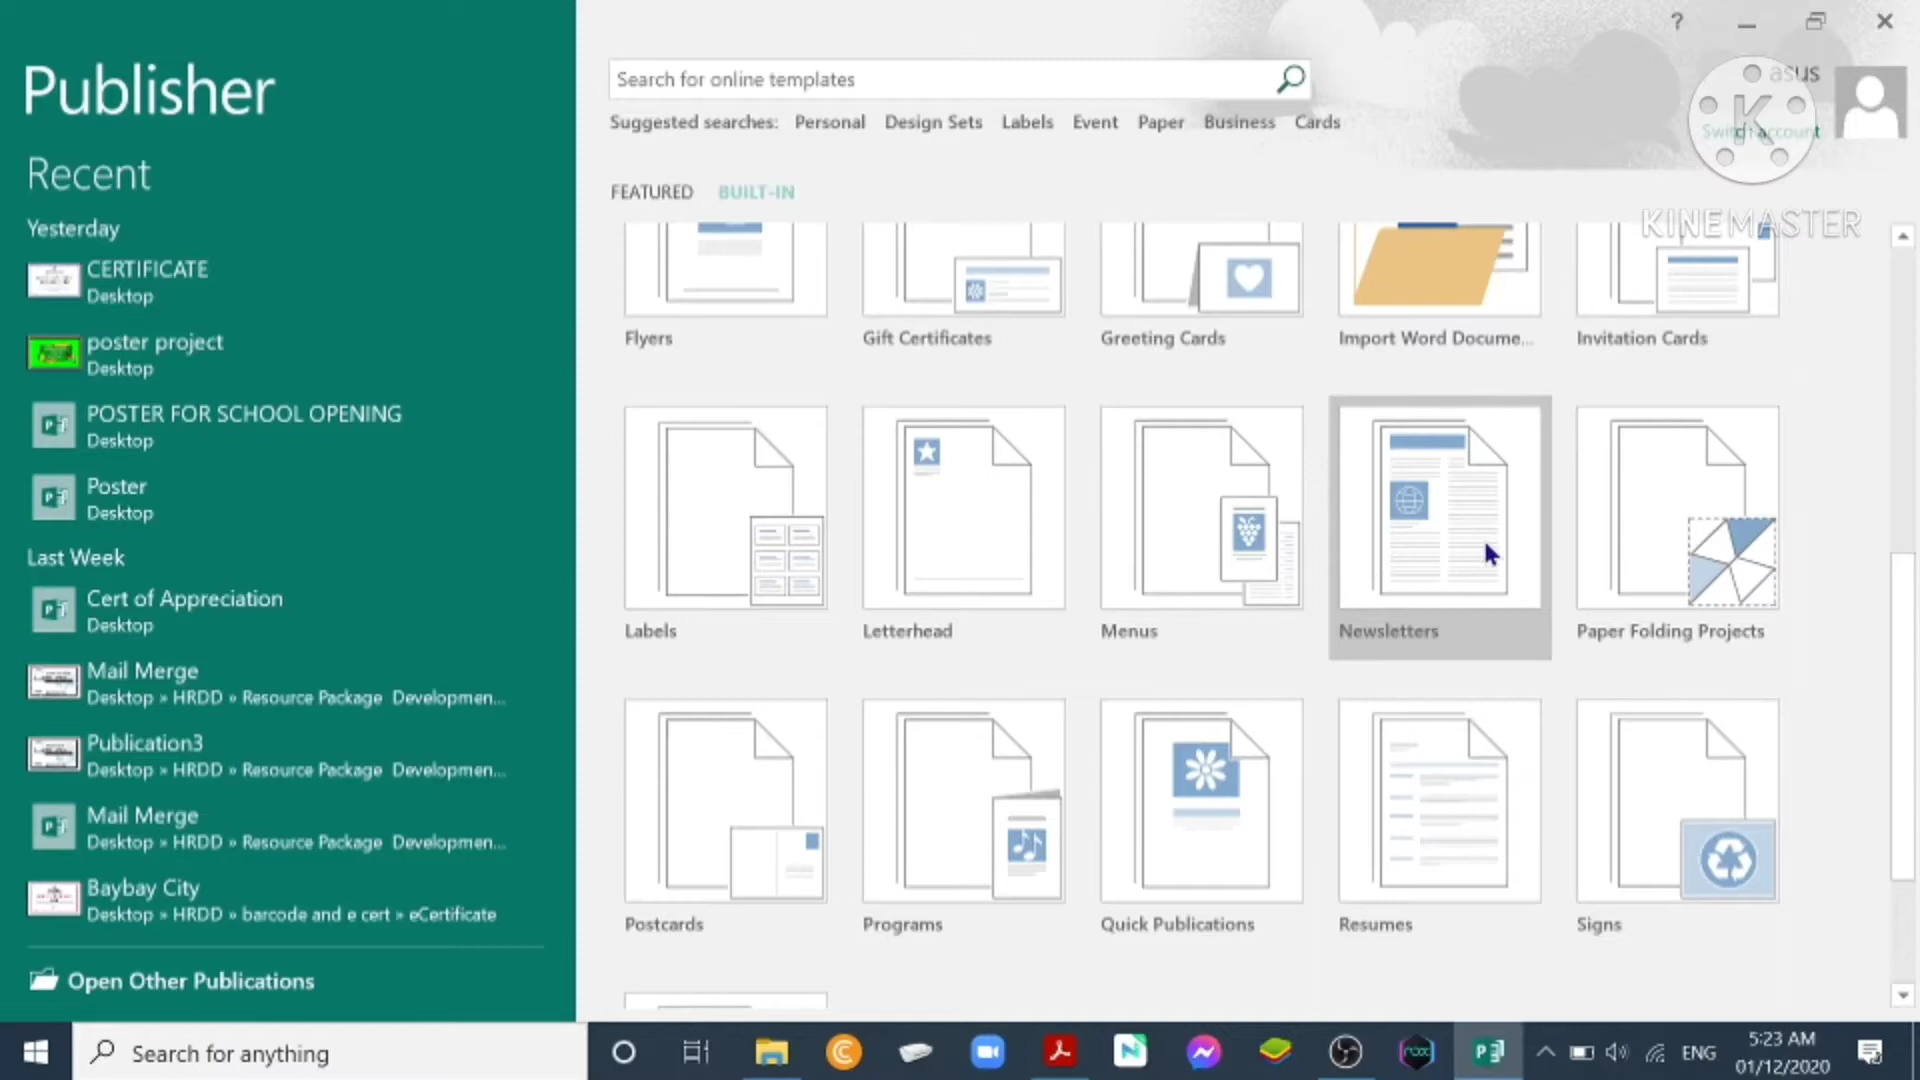 Publisher
Recent
Yesterday
CERTIFICATE
Desktop
poster project
Desktop
POSTER FOR SCHOOL OPENING
Desktop
Poster
Desktop
Last Week
Cert of Appreciation
Desktop
Mail Merge
Desktop » HRDD » Resource Package Developmen...
Publication3
Desktop » HRDD » Resource Package Developmen...
Mail Merge
Desktop » HRDD » Resource Package Developmen...
Baybay City
Desktop » HRDD » barcode and e cert » eCertificate
Open Other Publications
?
asus
Switch account
K
KINEMASTER
Search for online templates
Suggested searches: Personal Design Sets Labels Event Paper Business Cards
FEATURED BUILT-IN
Flyers Gift Certificates Greeting Cards Import Word Docume... Invitation Cards
Labels Letterhead Menus Newsletters Paper Folding Projects
Postcards Programs Quick Publications Resumes Signs
Search for anything
ENG
5:23 AM
01/12/2020